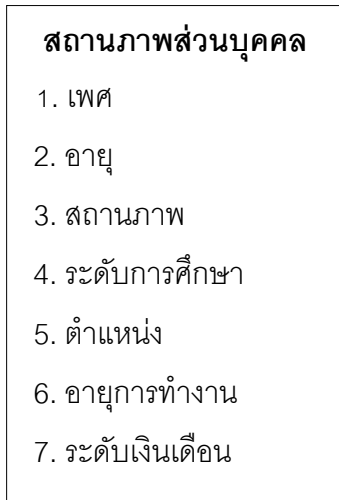 สถานภาพส่วนบุคคล
1. เพศ
2. อายุ
3. สถานภาพ
4. ระดับการศึกษา
5. ตำแหน่ง
6. อายุการทำงาน
7. ระดับเงินเดือน